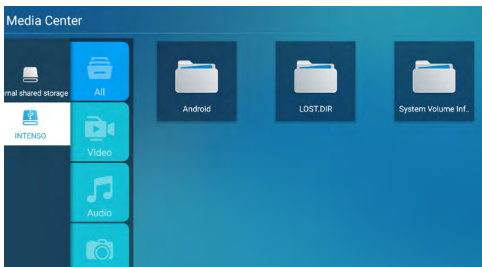 Media Center
rnal shared storage
INTENSO
All
Video
Audio
Android
LOST.DIR
System Volume Inf..